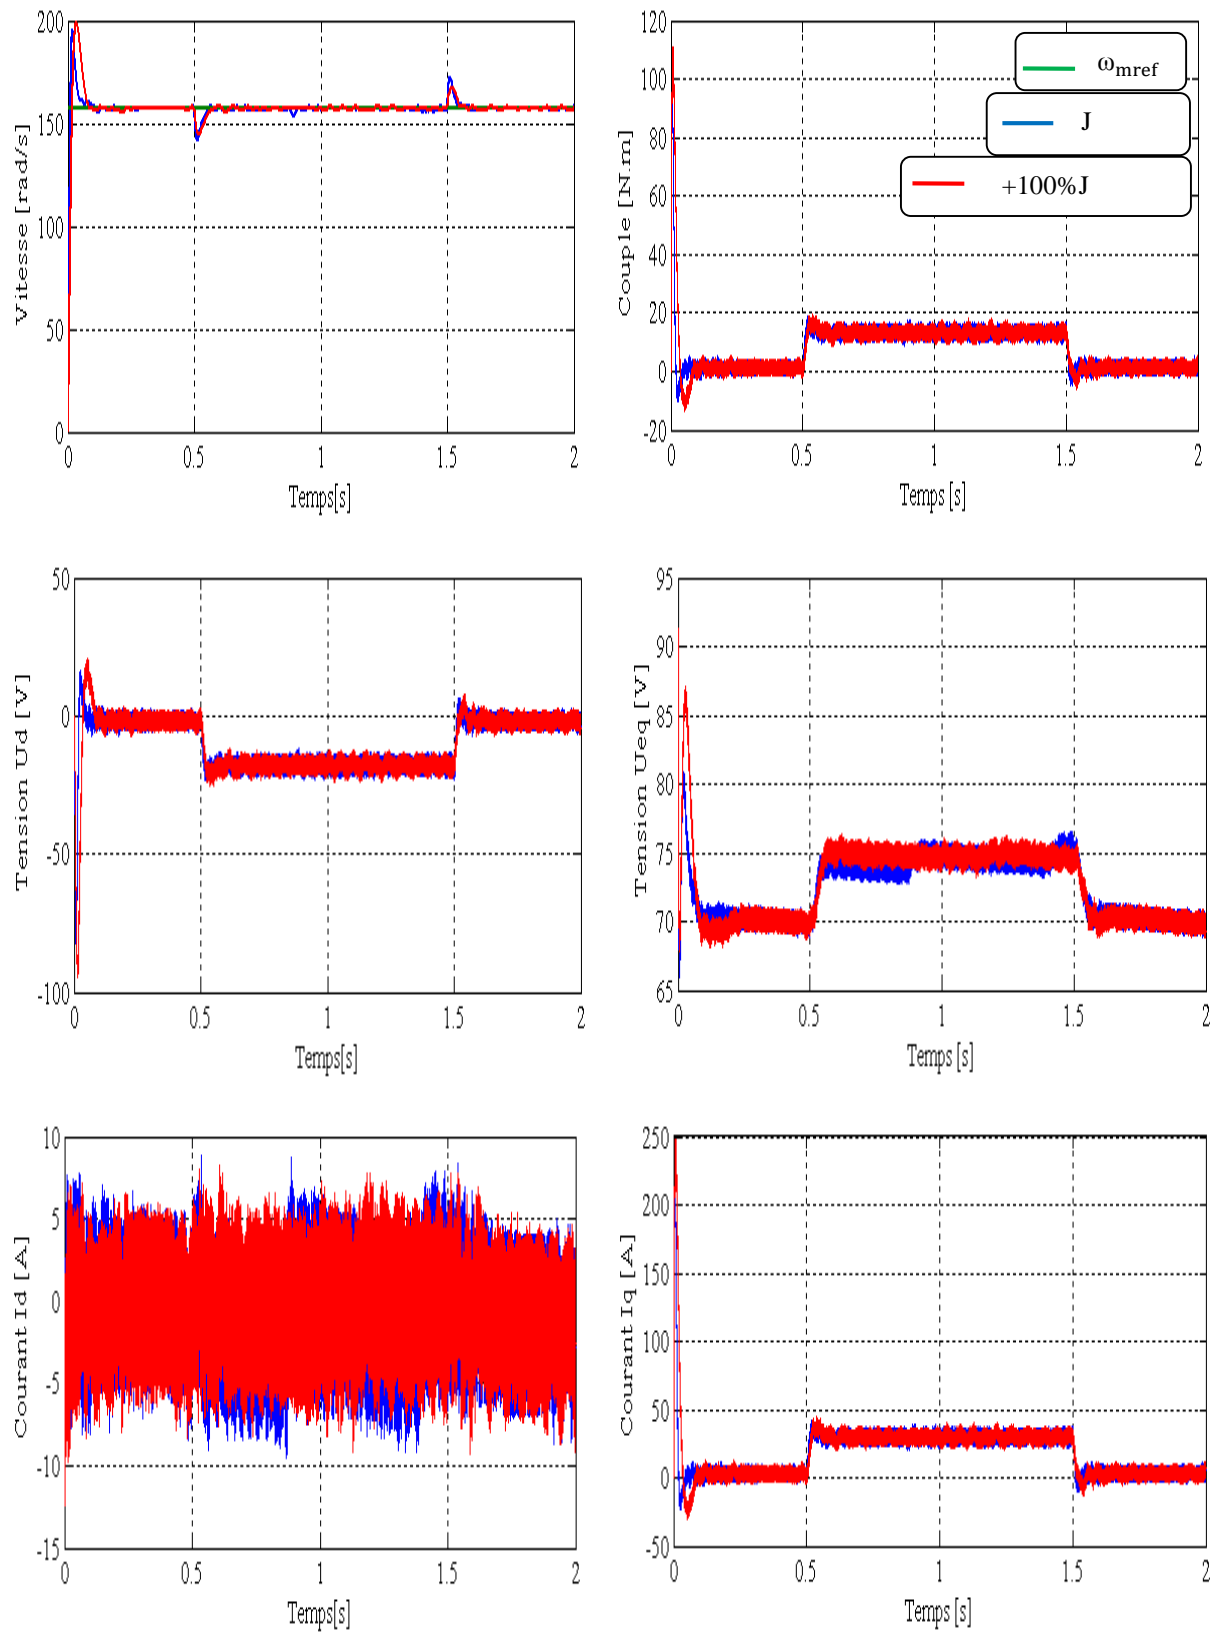 200
150
100
50
0
Vitesse [rad/s]
0 0.5 1 1.5 2
Temps[s]
120
100
80
60
40
20
0
-20
Couple [N.m]
0 0.5 1 1.5 2
Temps [s]
ωmref
J
+100%J
50
0
-50
-100
Tension Ud [V]
0 0.5 1 1.5 2
Temps[s]
95
90
85
80
75
70
65
Tension Ueq [V]
0 0.5 1 1.5 2
Temps [s]
10
5
0
-5
-10
-15
Courant Id [A]
0 0.5 1 1.5 2
Temps[s]
250
200
150
100
50
0
-50
Courant Iq [A]
0 0.5 1 1.5 2
Temps [s]